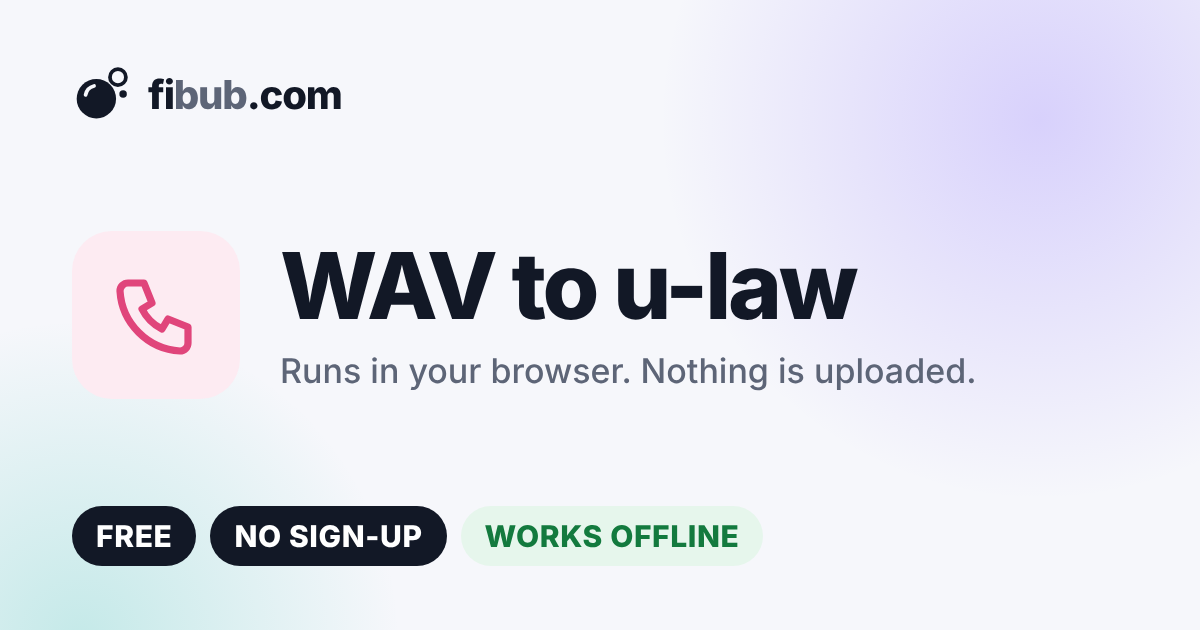 fibub.com
WAV to u-law
Runs in your browser. Nothing is uploaded.
FREE NO SIGN-UP WORKS OFFLINE